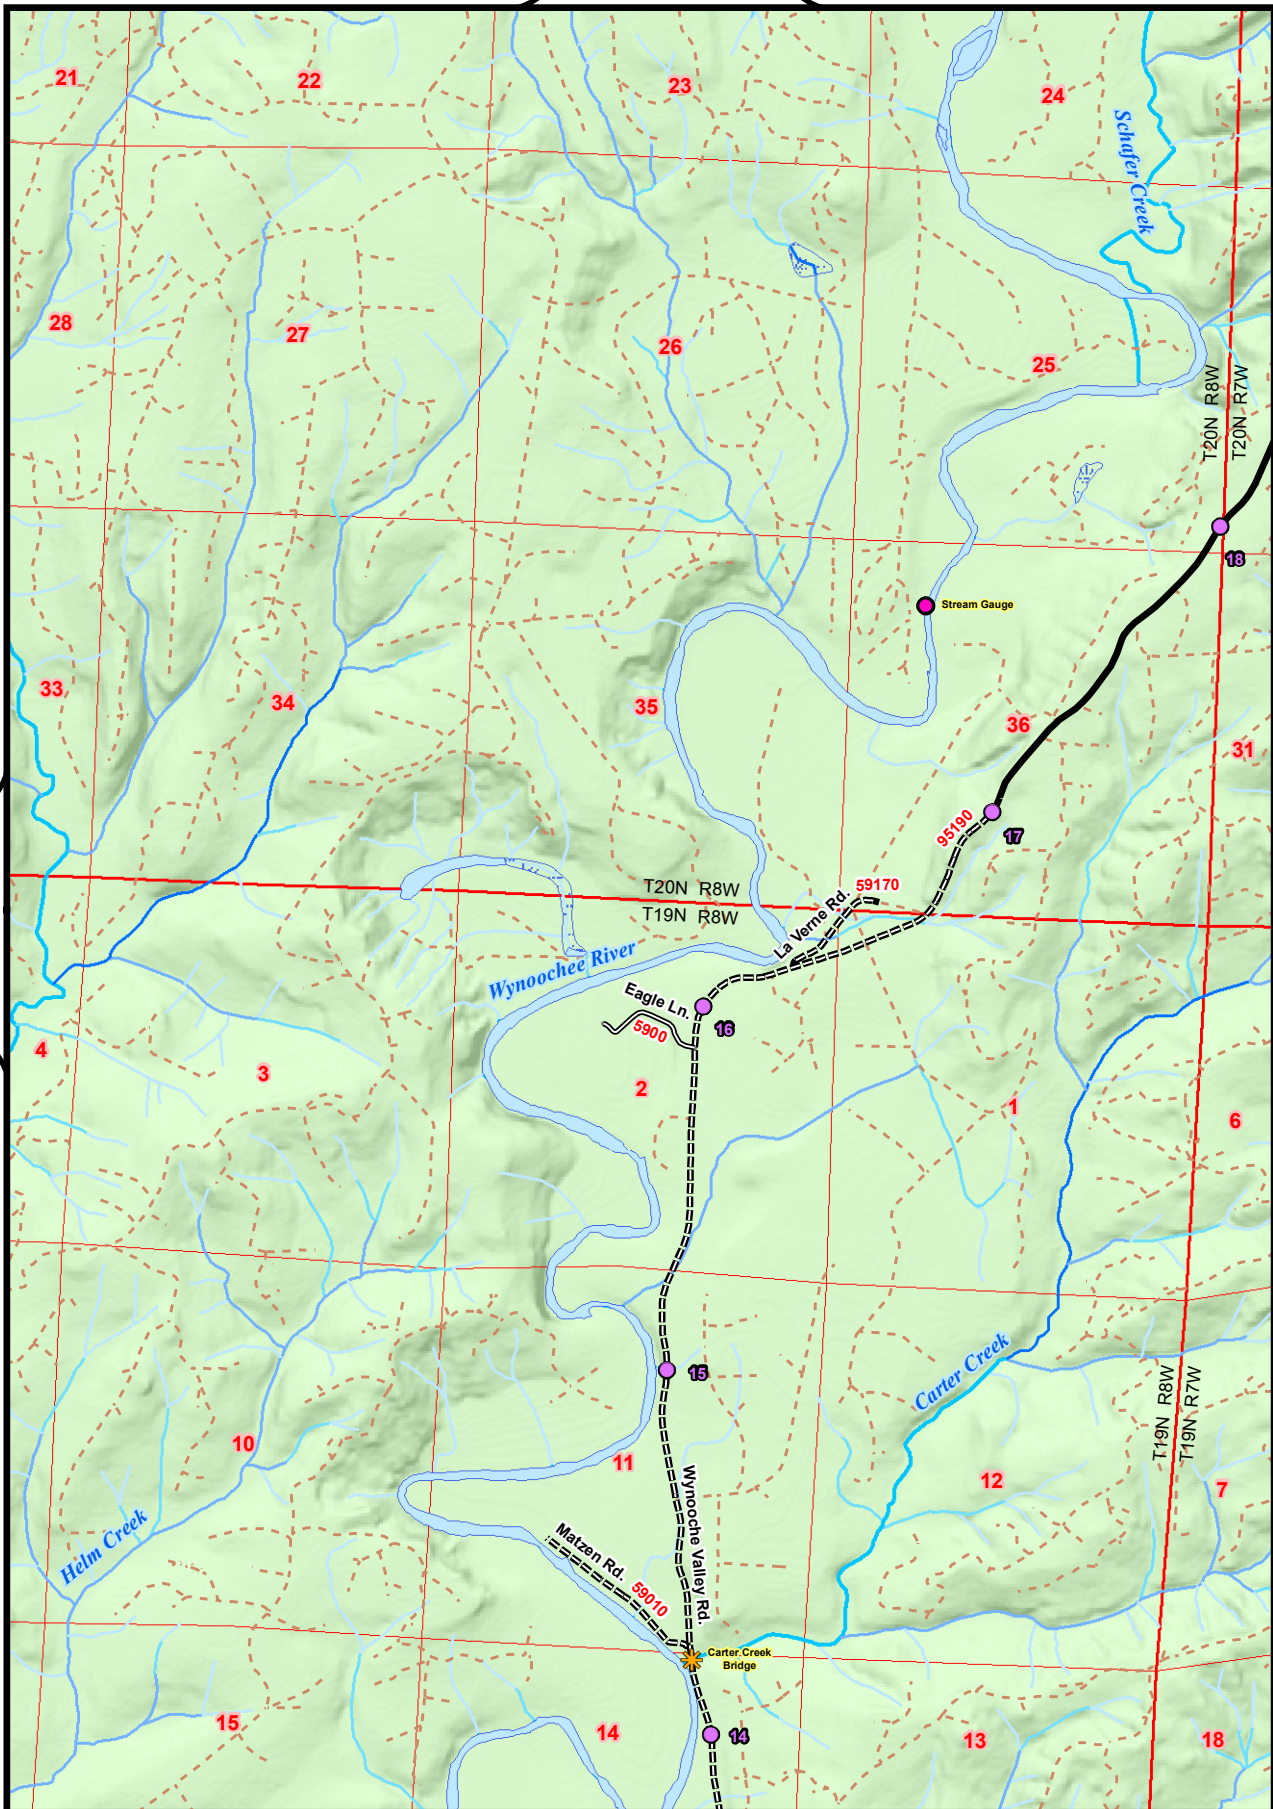 21
22
23
24
Schafer Creek
28
27
26
25
T20N R8W
T20N R7W
18
Stream Gauge
33
34
35
36
31
17
95190
59170
T20N R8W
T19N R8W
La Verne Rd.
Wynoochee River
Eagle Ln.
5900
16
4
3
2
1
6
15
Carter Creek
T19N R8W
T19N R7W
10
11
12
7
Wynooche Valley Rd.
Helm Creek
Matzen Rd.
59010
Carter Creek
Bridge
15
14
14
13
18